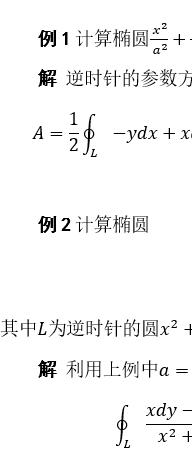 例 1 计算椭圆 x²/a² +
解 逆时针的参数方
A = 1/2 ∮_L −ydx + x
例 2 计算椭圆
其中L为逆时针的圆x² +
解 利用上例中a =
∮_L (xdy −)/(x² +)